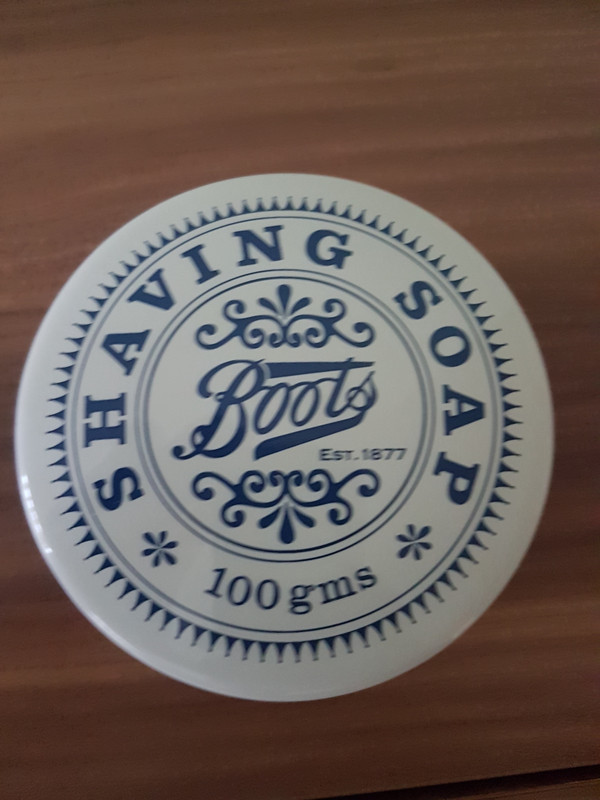 SHAVING SOAP
Boots
EST. 1877
100 gms